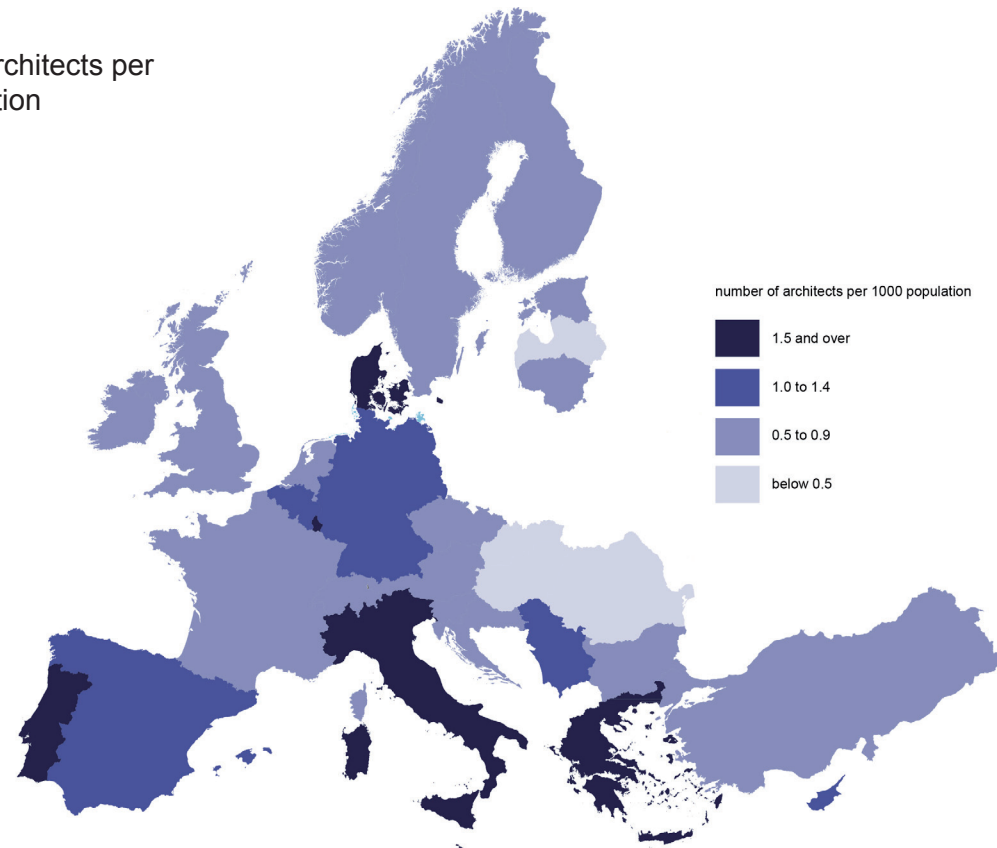 rchitects per
tion
number of architects per 1000 population
1.5 and over
1.0 to 1.4
0.5 to 0.9
below 0.5